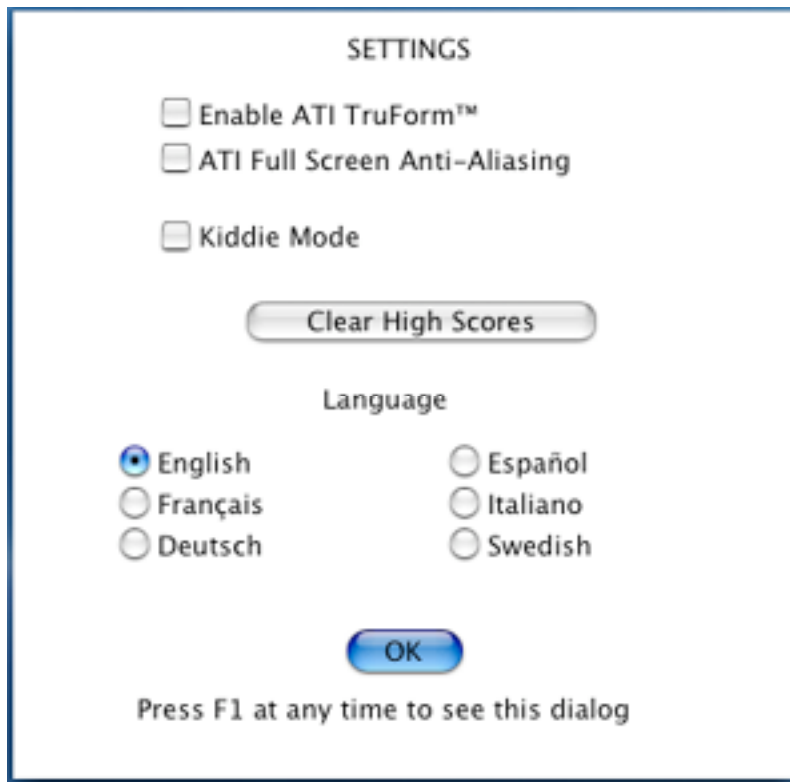 SETTINGS
Enable ATI TruForm™
ATI Full Screen Anti-Aliasing
Kiddie Mode
Clear High Scores
Language
English Español
Français Italiano
Deutsch Swedish
OK
Press F1 at any time to see this dialog